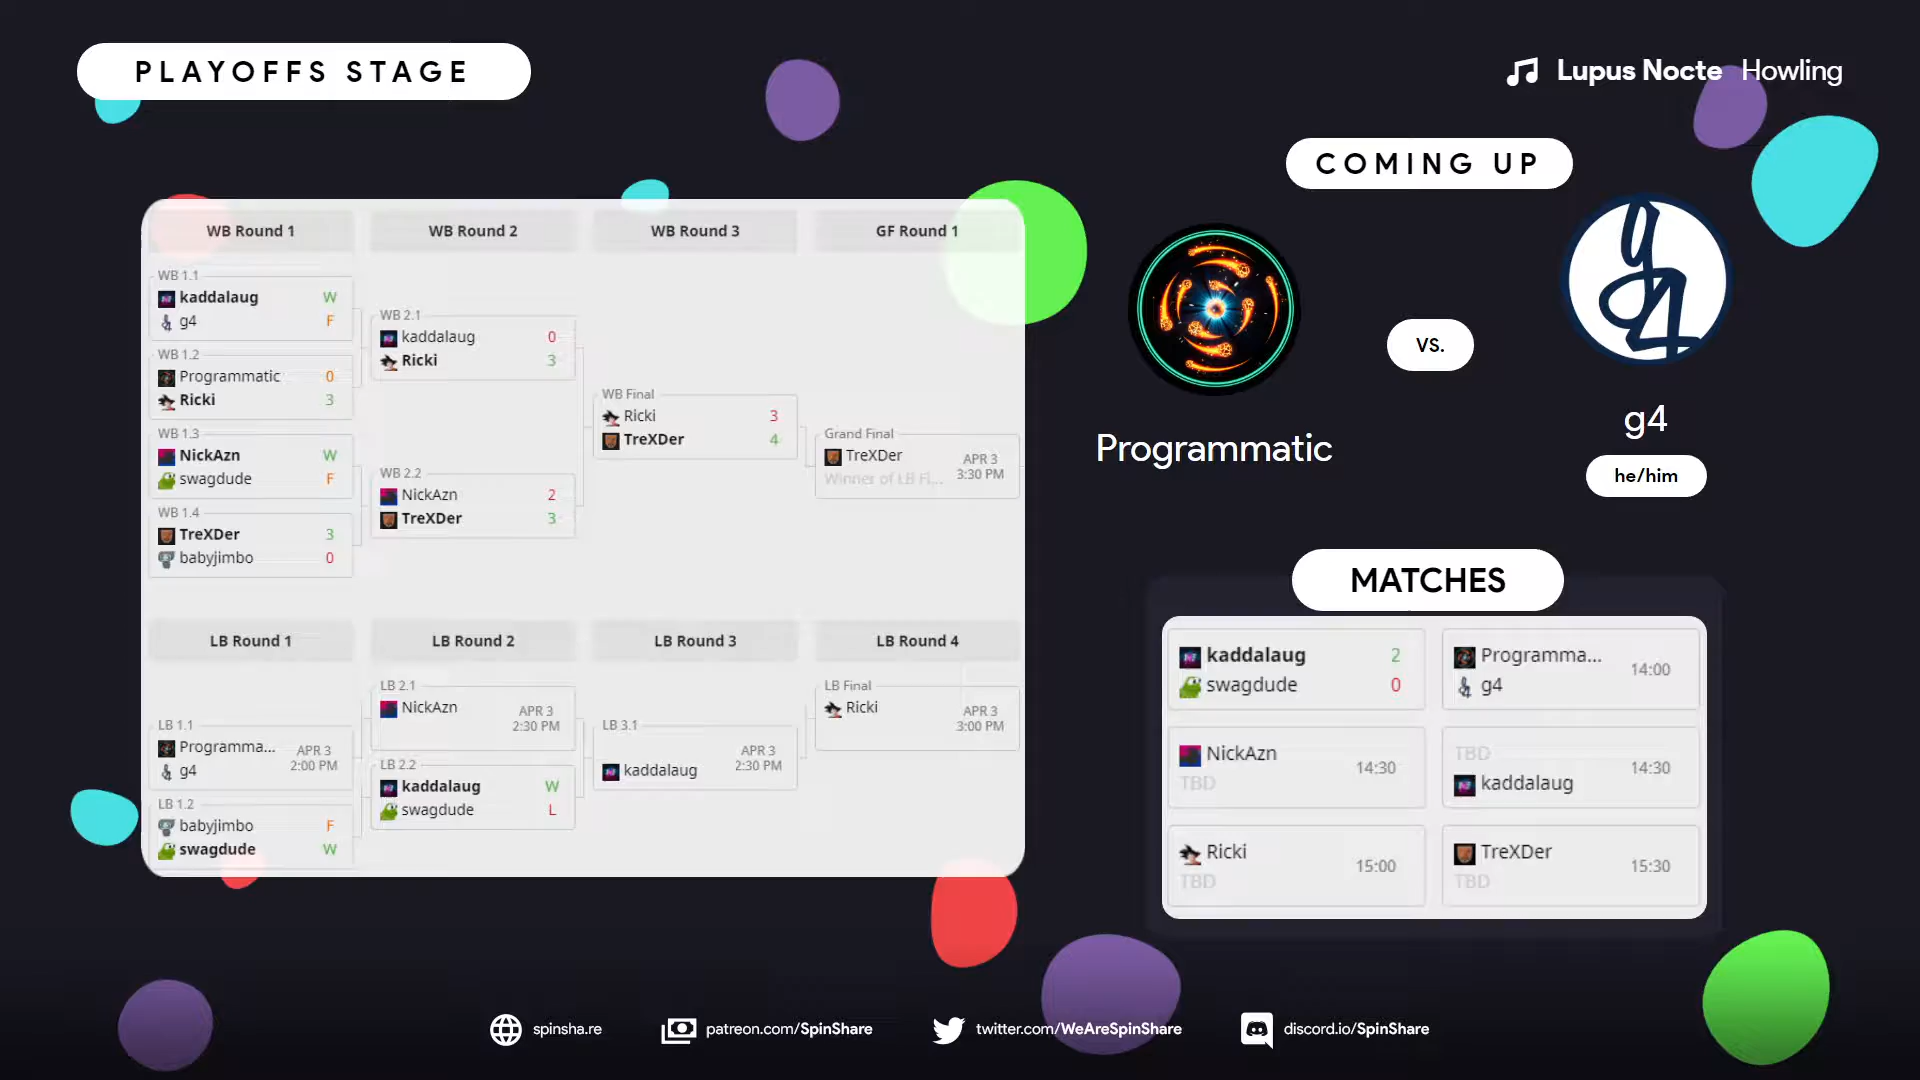 PLAYOFFS STAGE
Lupus Nocte Howling
COMING UP
WB Round 1
WB Round 2
WB Round 3
GF Round 1
WB 1.1
kaddalaug W
g4 F
WB 1.2
Programmatic 0
Ricki 3
WB 1.3
NickAzn W
swagdude F
WB 1.4
TreXDer 3
babyjimbo 0
WB 2.1
kaddalaug 0
Ricki 3
WB 2.2
NickAzn 2
TreXDer 3
WB Final
Ricki 3
TreXDer 4
Grand Final
TreXDer
Winner of LB Fi...
APR 3
3:30 PM
LB Round 1
LB Round 2
LB Round 3
LB Round 4
LB 1.1
Programma...
g4
APR 3
2:00 PM
LB 1.2
babyjimbo F
swagdude W
LB 2.1
NickAzn
APR 3
2:30 PM
LB 2.2
kaddalaug W
swagdude L
LB 3.1
kaddalaug
APR 3
2:30 PM
LB Final
Ricki
APR 3
3:00 PM
g4
Programmatic
VS.
g4
he/him
MATCHES
kaddalaug 2
swagdude 0
Programma...
g4
14:00
NickAzn
TBD
14:30
TBD
kaddalaug
14:30
Ricki
TBD
15:00
TreXDer
TBD
15:30
spinsha.re
patreon.com/SpinShare
twitter.com/WeAreSpinShare
discord.io/SpinShare